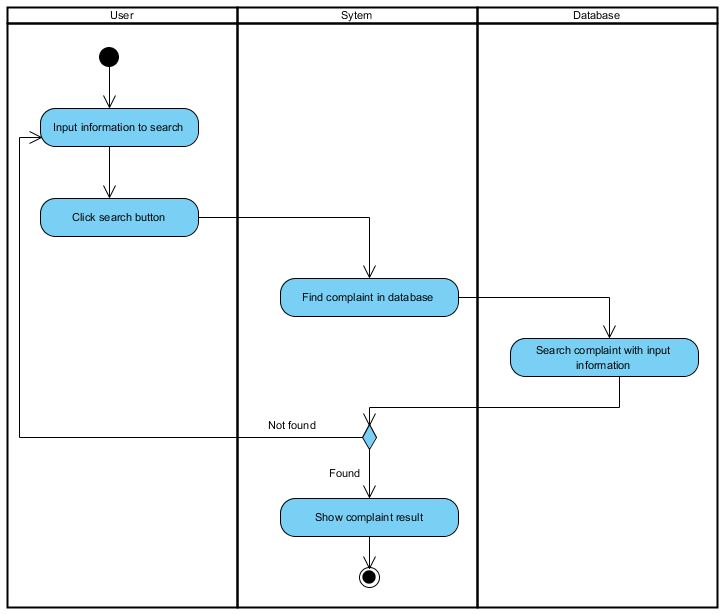 User
Sytem
Database
Input information to search
Click search button
Find complaint in database
Search complaint with input
information
Not found
Found
Show complaint result